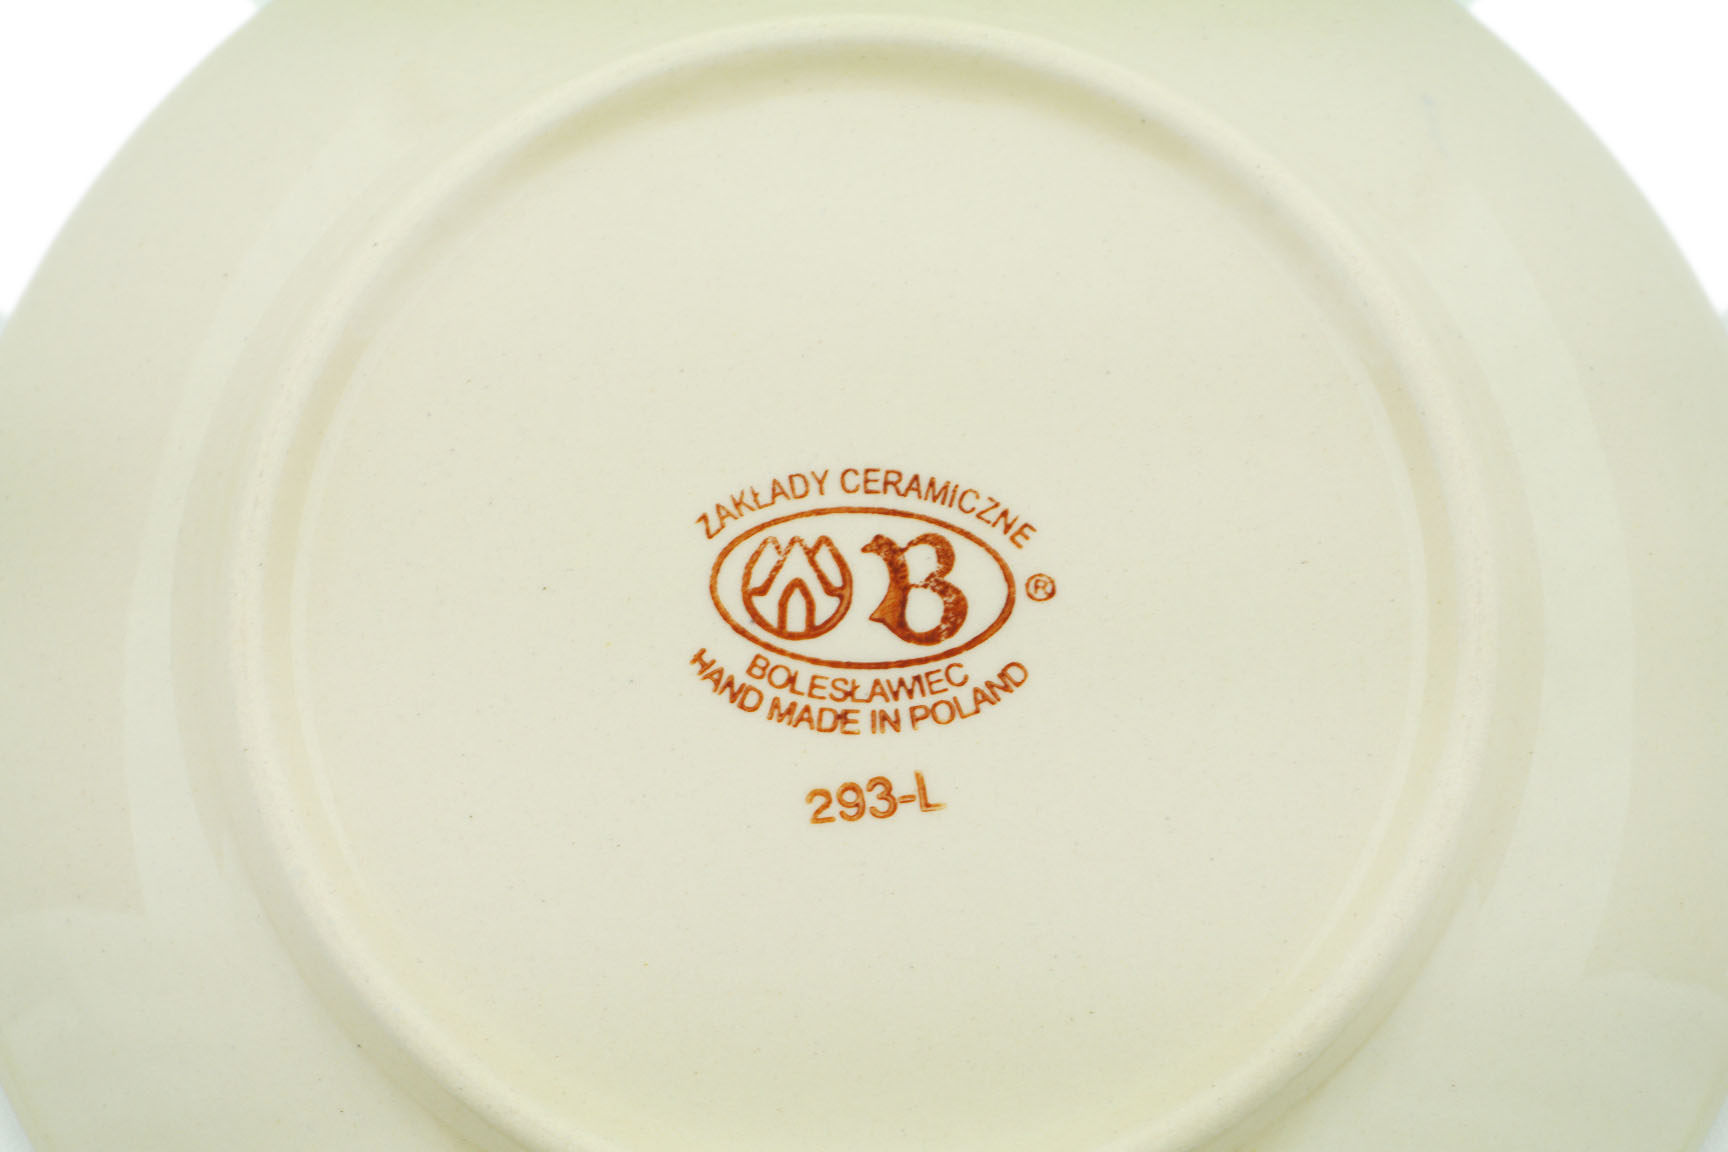 ZAKŁADY CERAMICZNE
B ®
BOLESŁAWIEC
HAND MADE IN POLAND
293-L